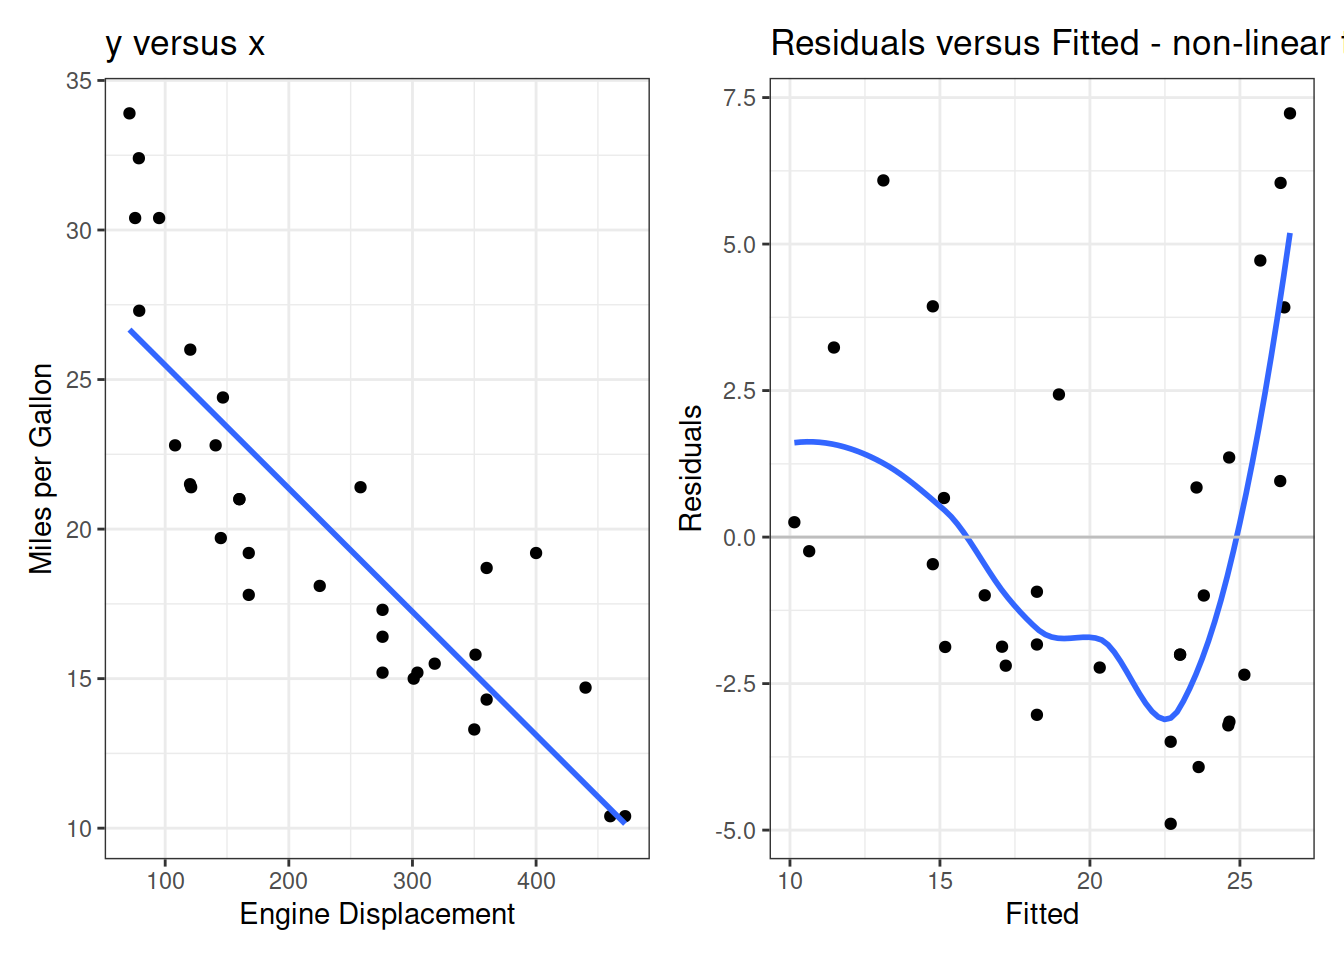 y versus x
35
30
25
20
15
10
Miles per Gallon
100 200 300 400
Engine Displacement
Residuals versus Fitted - non-linear
7.5
5.0
2.5
0.0
-2.5
-5.0
Residuals
10 15 20 25
Fitted